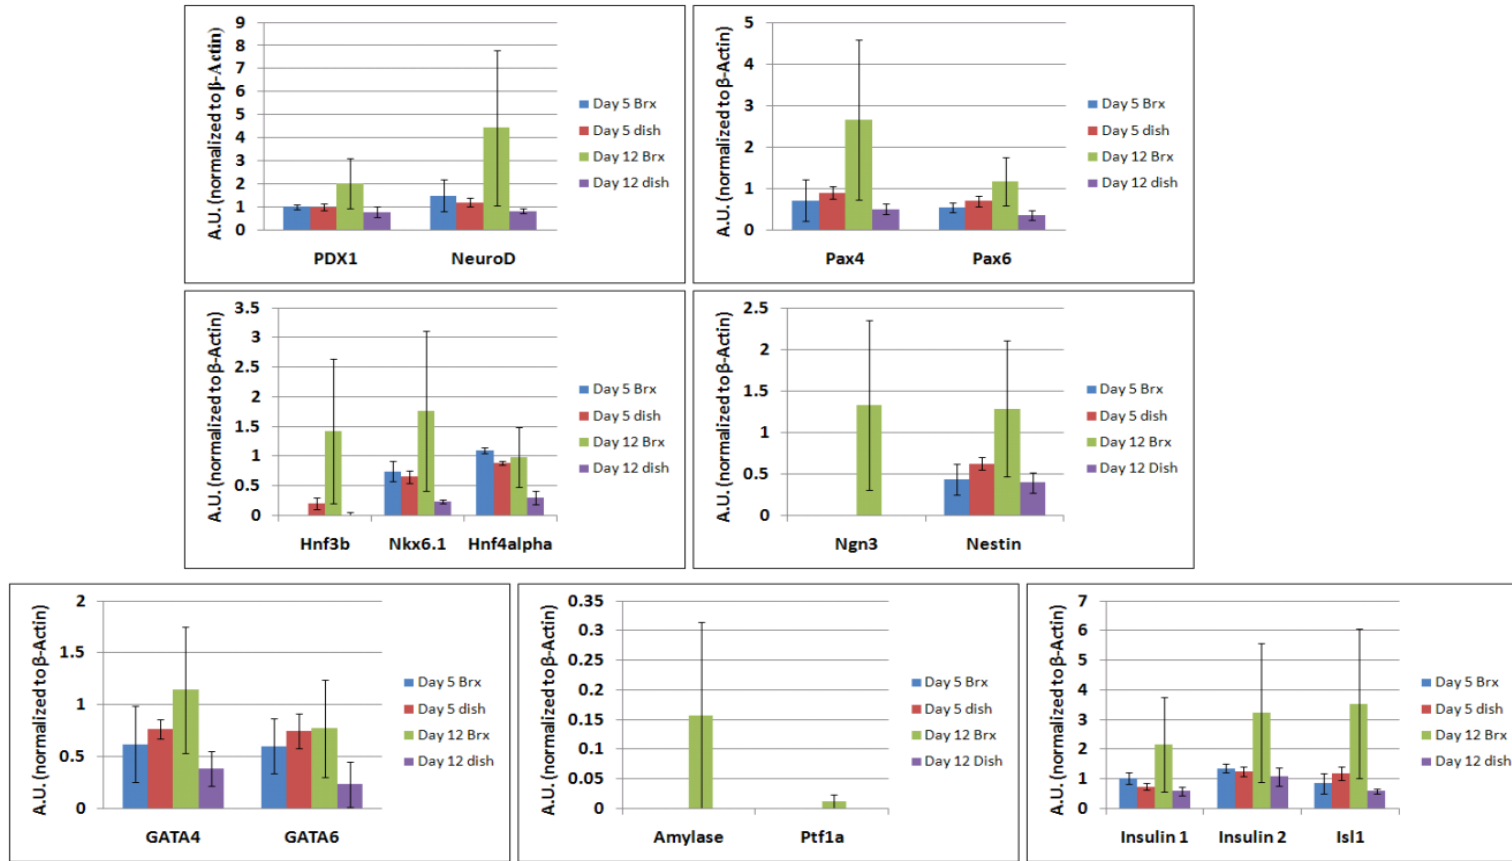 A.U. (normalized to β-Actin)
9
8
7
6
5
4
3
2
1
0
PDX1 NeuroD
Day 5 Brx
Day 5 dish
Day 12 Brx
Day 12 dish
A.U. (normalized to β-Actin)
5
4
3
2
1
0
Pax4 Pax6
Day 5 Brx
Day 5 dish
Day 12 Brx
Day 12 dish
A.U. (normalized to β-Actin)
3.5
3
2.5
2
1.5
1
0.5
0
Hnf3b Nkx6.1 Hnf4alpha
Day 5 Brx
Day 5 dish
Day 12 Brx
Day 12 dish
A.U. (normalized to β-Actin)
2.5
2
1.5
1
0.5
0
Ngn3 Nestin
Day 5 Brx
Day 5 dish
Day 12 Brx
Day 12 Dish
A.U. (normalized to β-Actin)
2
1.5
1
0.5
0
GATA4 GATA6
Day 5 Brx
Day 5 dish
Day 12 Brx
Day 12 dish
A.U. (normalized to β-Actin)
0.35
0.3
0.25
0.2
0.15
0.1
0.05
0
Amylase Ptf1a
Day 5 Brx
Day 5 dish
Day 12 Brx
Day 12 Dish
A.U. (normalized to β-Actin)
7
6
5
4
3
2
1
0
Insulin 1 Insulin 2 Isl1
Day 5 Brx
Day 5 dish
Day 12 Brx
Day 12 dish